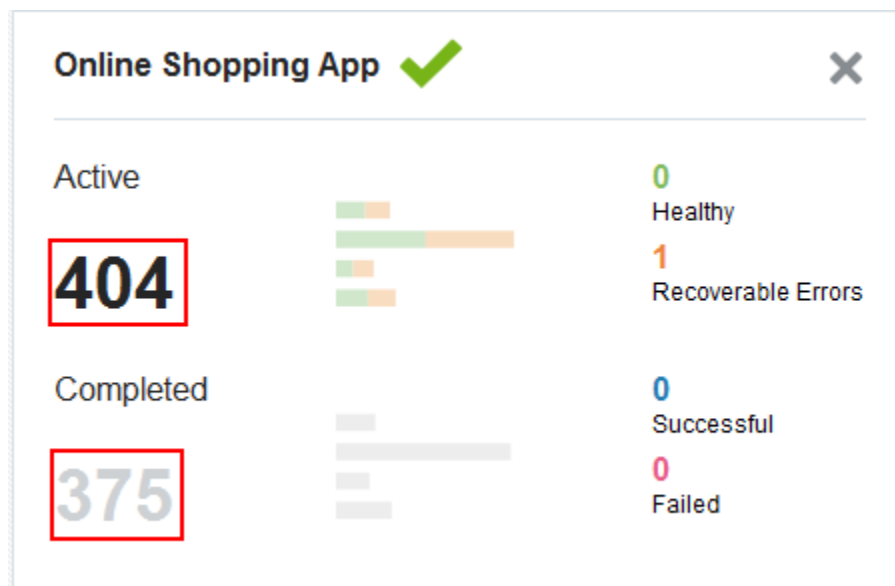 Online Shopping App
Active
404
0
Healthy
1
Recoverable Errors
Completed
375
0
Successful
0
Failed